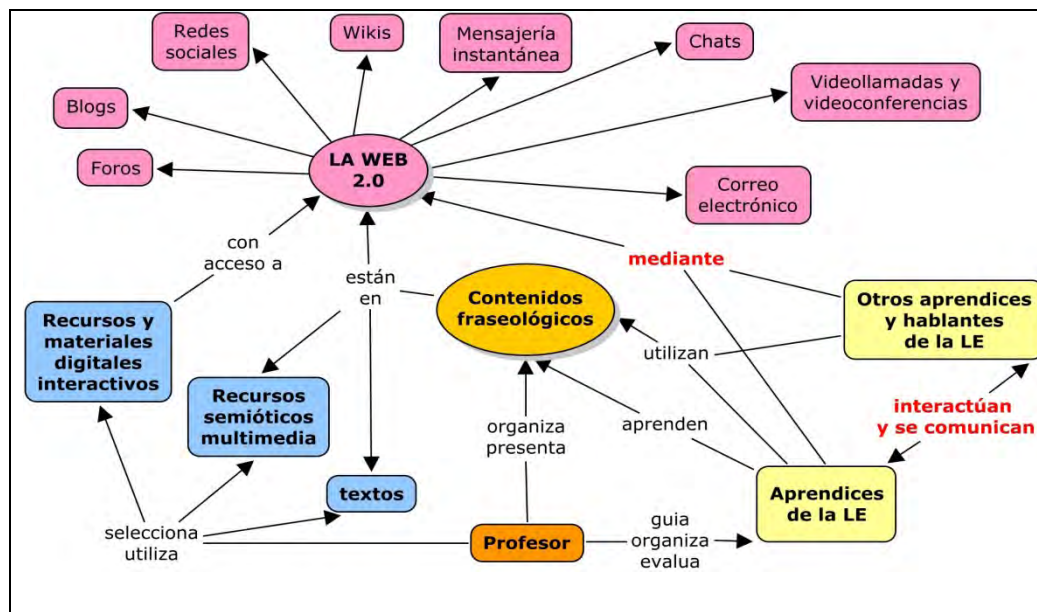 Redes
sociales
Wikis
Mensajería
instantánea
Chats
Videollamadas y
videoconferencias
Blogs
Foros
LA WEB
2.0
Correo
electrónico
con
acceso a
están
en
mediante
Contenidos
fraseológicos
Otros aprendices
y hablantes
de la LE
Recursos y
materiales
digitales
interactivos
utilizan
Recursos
semióticos
multimedia
organiza
presenta
aprenden
interactúan
y se comunican
textos
Aprendices
de la LE
selecciona
utiliza
Profesor
guia
organiza
evalua